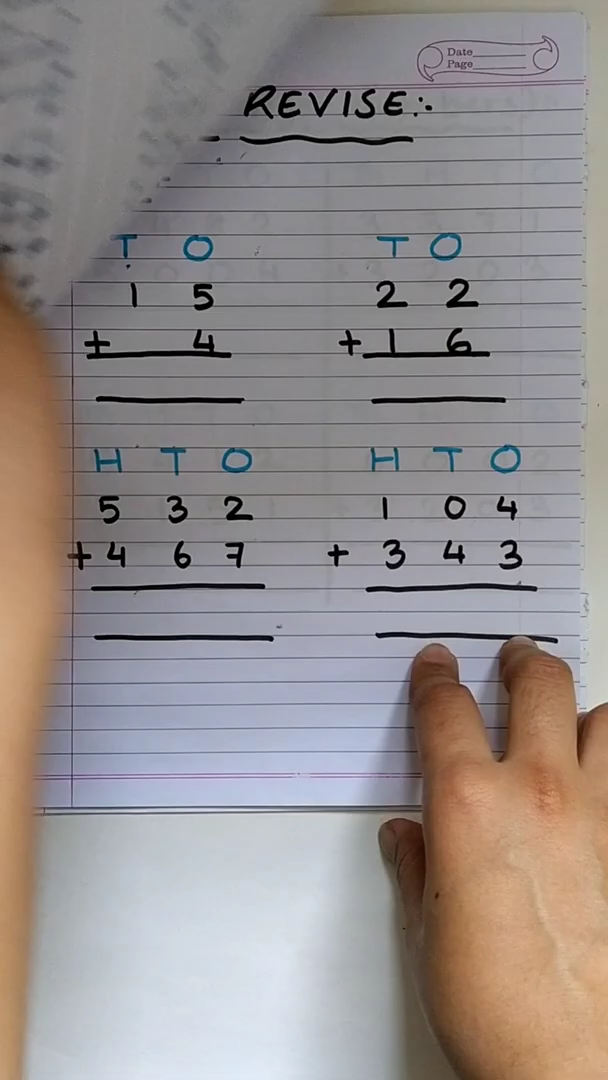 Date
Page
REVISE:-
T O T O
1 5 2 2
+ 4 + 1 6
H T O H T O
5 3 2 1 0 4
+ 4 6 7 + 3 4 3